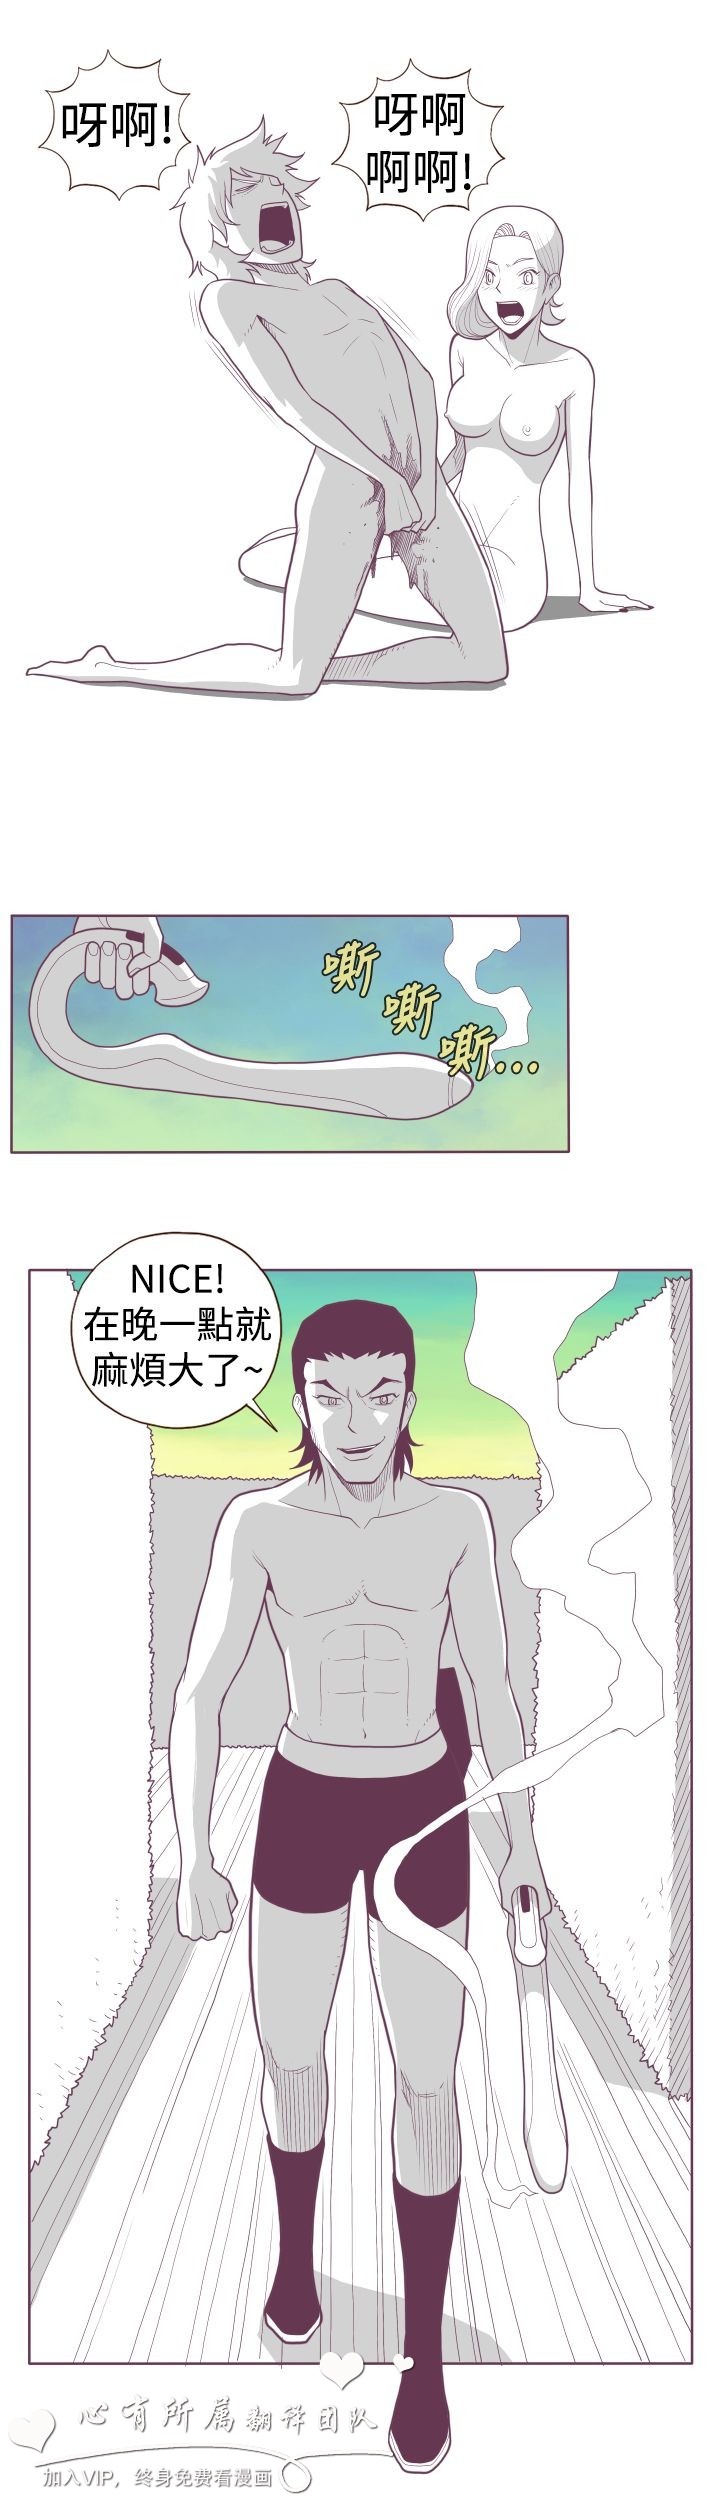 呀啊!
呀啊
啊啊!
嘶
嘶
嘶...
NICE!
在晚一點就
麻煩大了~
心有所属翻译团队
加入VIP，终身免费看漫画